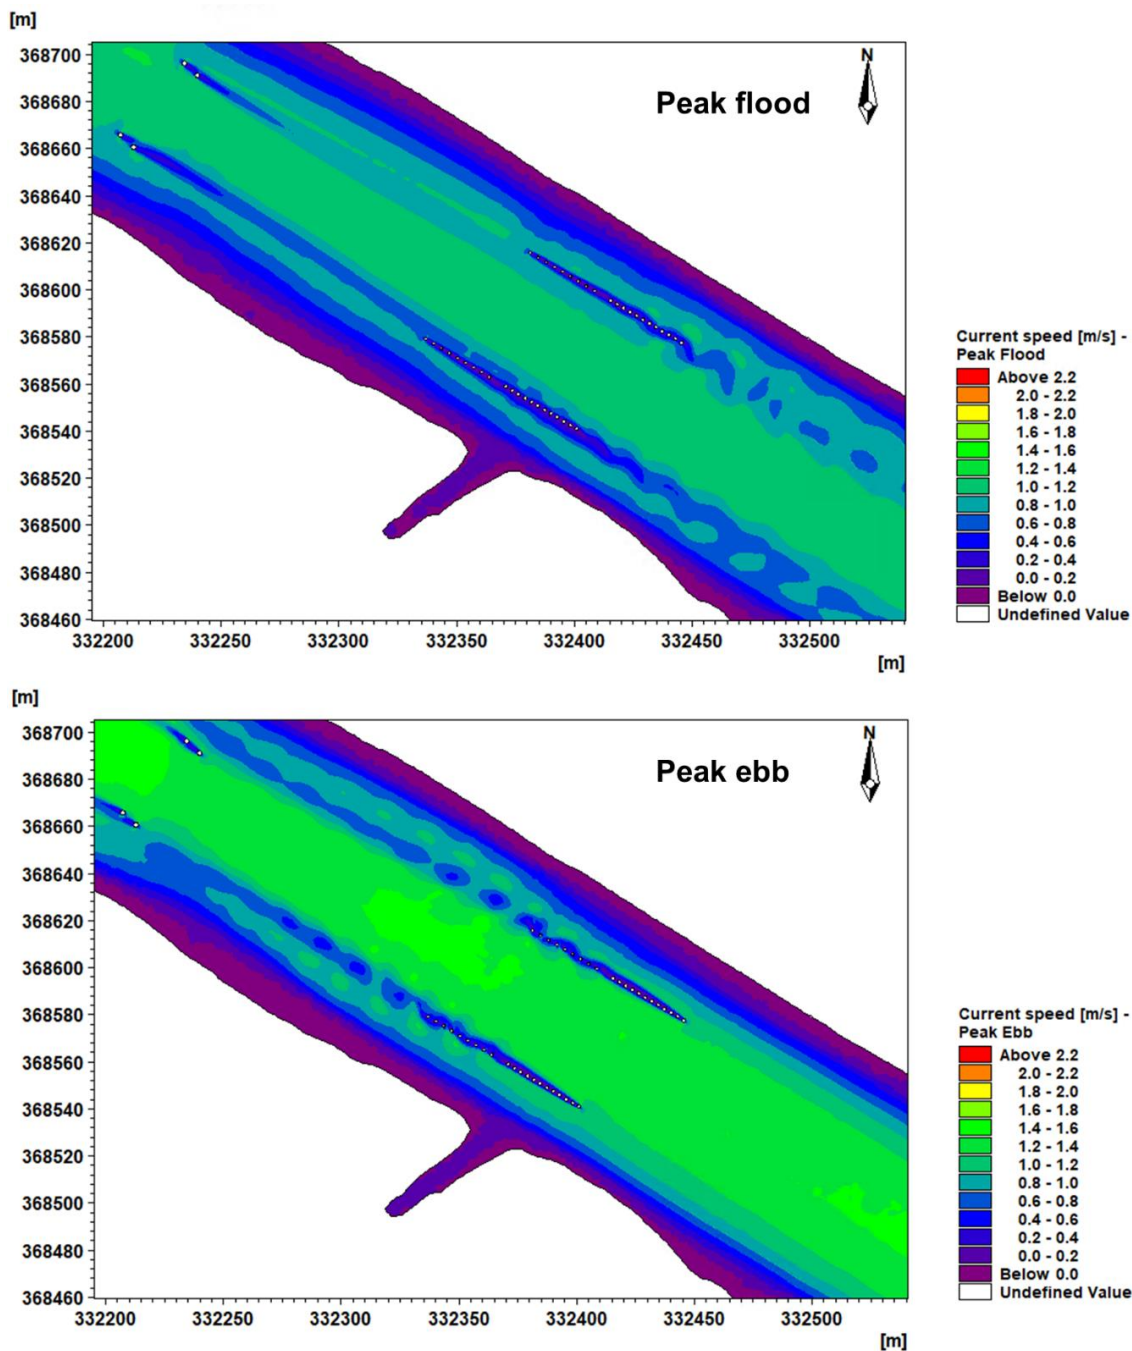 [m]
368700
368680
368660
368640
368620
368600
368580
368560
368540
368520
368500
368480
368460
Peak flood
N
332200 332250 332300 332350 332400 332450 332500
[m]
Current speed [m/s] -
Peak Flood
Above 2.2
2.0 - 2.2
1.8 - 2.0
1.6 - 1.8
1.4 - 1.6
1.2 - 1.4
1.0 - 1.2
0.8 - 1.0
0.6 - 0.8
0.4 - 0.6
0.2 - 0.4
0.0 - 0.2
Below 0.0
Undefined Value
[m]
368700
368680
368660
368640
368620
368600
368580
368560
368540
368520
368500
368480
368460
Peak ebb
N
332200 332250 332300 332350 332400 332450 332500
[m]
Current speed [m/s] -
Peak Ebb
Above 2.2
2.0 - 2.2
1.8 - 2.0
1.6 - 1.8
1.4 - 1.6
1.2 - 1.4
1.0 - 1.2
0.8 - 1.0
0.6 - 0.8
0.4 - 0.6
0.2 - 0.4
0.0 - 0.2
Below 0.0
Undefined Value